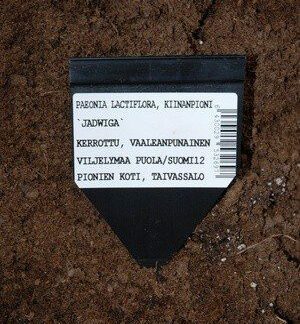 PAEONIA LACTIFLORA, KIINANPIONI
`JADWIGA`
KERROTTU, VAALEANPUNAINEN
VILJELYMAA PUOLA/SUOMI12
PIONIEN KOTI, TAIVASSALO